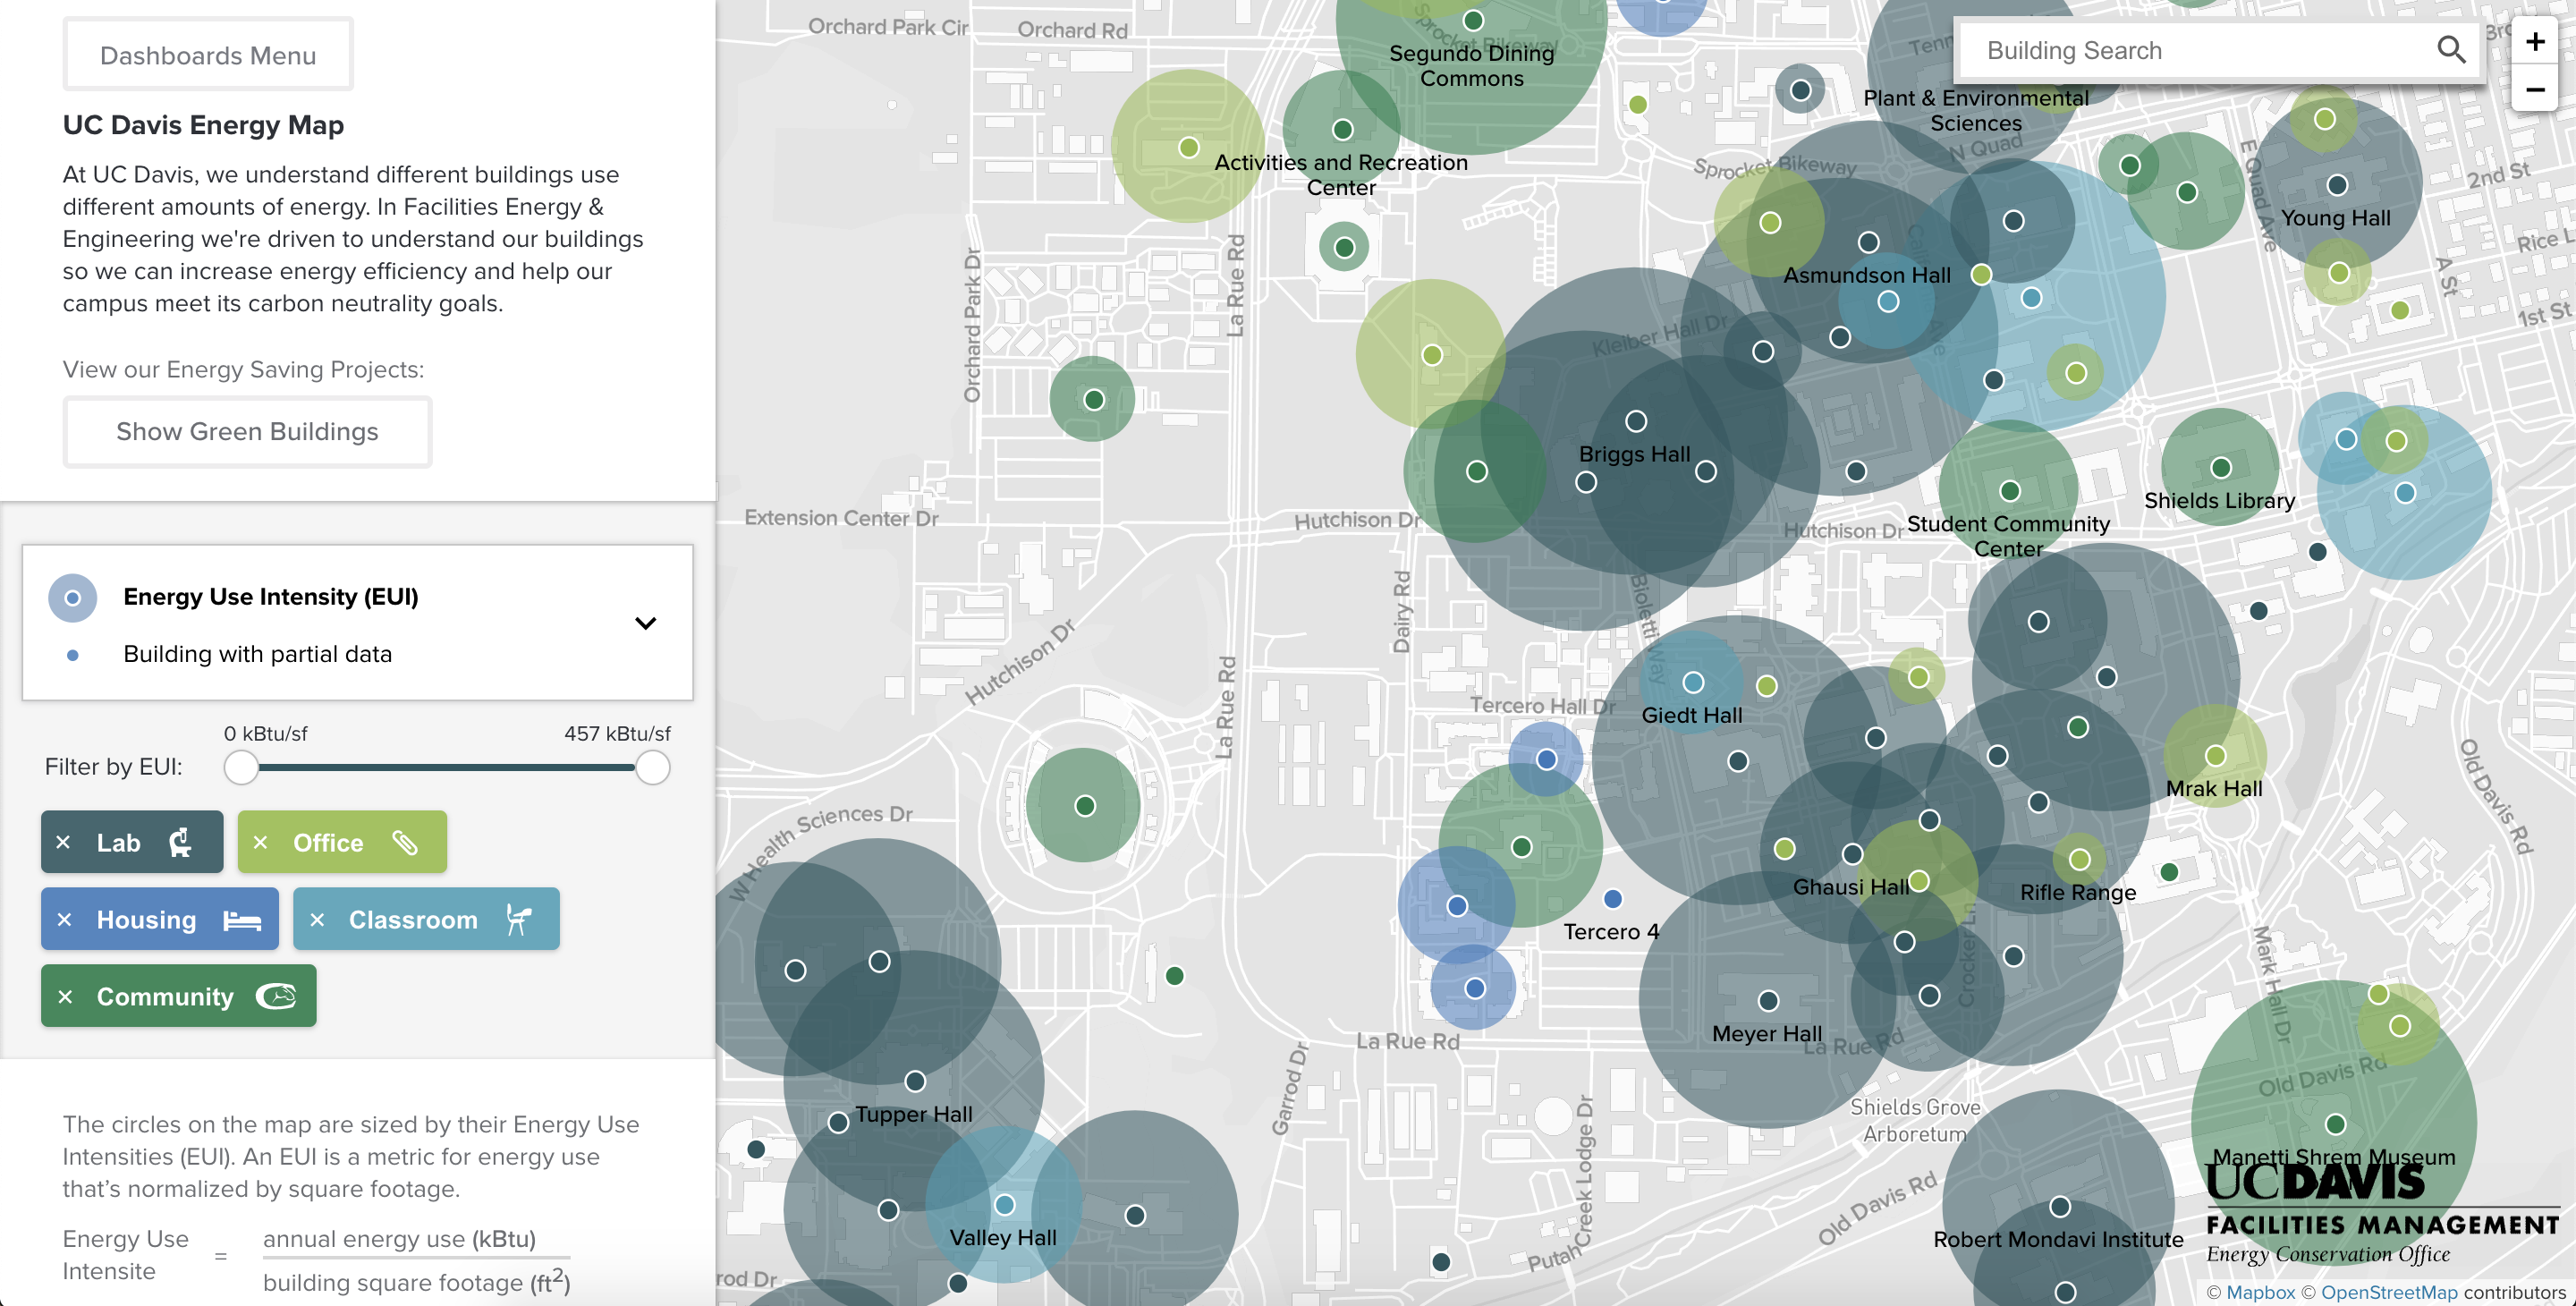 Dashboards Menu
UC Davis Energy Map
At UC Davis, we understand different buildings use
different amounts of energy. In Facilities Energy &
Engineering we're driven to understand our buildings
so we can increase energy efficiency and help our
campus meet its carbon neutrality goals.
View our Energy Saving Projects:
Show Green Buildings
Energy Use Intensity (EUI)
Building with partial data
0 kBtu/sf
457 kBtu/sf
Filter by EUI:
× Lab
× Office
× Housing
× Classroom
× Community
The circles on the map are sized by their Energy Use
Intensities (EUI). An EUI is a metric for energy use
that's normalized by square footage.
Energy Use
Intensite
=
annual energy use (kBtu)
building square footage (ft²)
Building Search
+
−
Orchard Park Cir
Orchard Rd
Sprocket Bikeway
Segundo Dining
Commons
Plant & Environmental
Sciences
N Quad
Activities and Recreation
Center
Sprocket Bikeway
E Quad Ave
2nd St
Young Hall
Rice L
A St
1st St
Orchard Park Dr
La Rue Rd
Asmundson Hall
Kleiber Hall Dr
Briggs Hall
Shields Library
Extension Center Dr
Hutchison Dr
Hutchison Dr
Student Community
Center
Dairy Rd
Bioletti Way
Hutchison Dr
La Rue Rd
Tercero Hall Dr
Giedt Hall
Mrak Hall
Old Davis Rd
W Health Sciences Dr
Ghausi Hall
Rifle Range
Tercero 4
Crocker Ln
Mark Hall Dr
Meyer Hall
La Rue Rd
La Rue Rd
Garrod Dr
Old Davis Rd
Tupper Hall
Shields Grove
Arboretum
Creek Lodge Dr
Manetti Shrem Museum
Valley Hall
Old Davis Rd
Putah
Robert Mondavi Institute
rod Dr
UCDAVIS
FACILITIES MANAGEMENT
Energy Conservation Office
© Mapbox © OpenStreetMap contributors